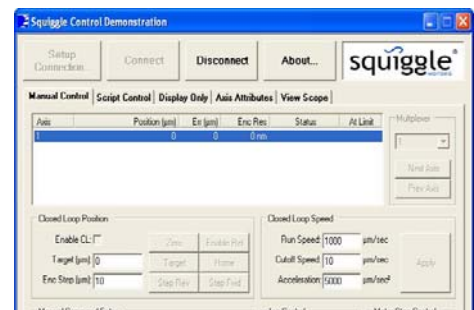 Squiggle Control Demonstration
Setup Connection... Connect Disconnect About... squiggle
MOTORS
Manual Control Script Control Display Only Axis Attributes View Scope
Axis Position (µm) Err (µm) Enc Res Status At Limit Multiplexer
1 0 0 0 nm 1
Next Axis
Prev Axis
Closed Loop Position Closed Loop Speed
Enable CL: Zero Enable Ref Run Speed: 1000 µm/sec
Target (µm): 0 Target Home Cutoff Speed: 10 µm/sec Apply
Enc Step (µm): 10 Step Rev Step Fwd Acceleration: 5000 µm/sec²